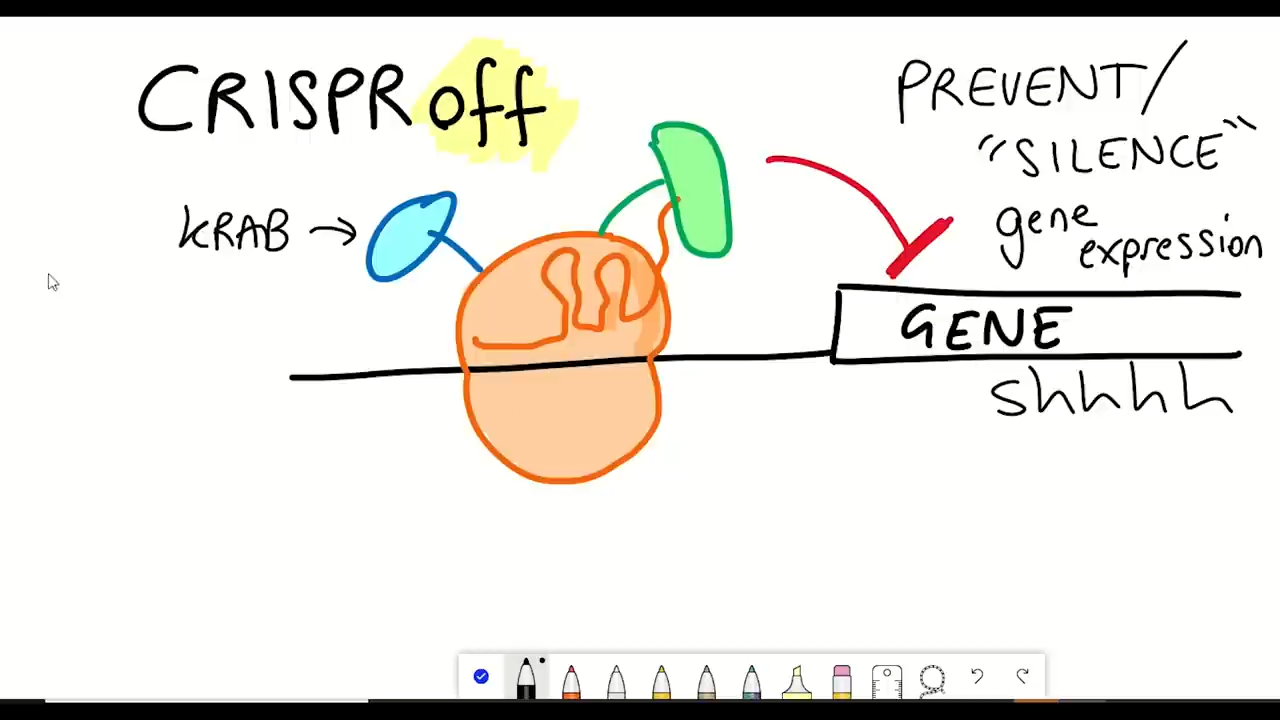 CRISPRoff
PREVENT/
"SILENCE"
gene
expression
KRAB →
GENE
shhhh